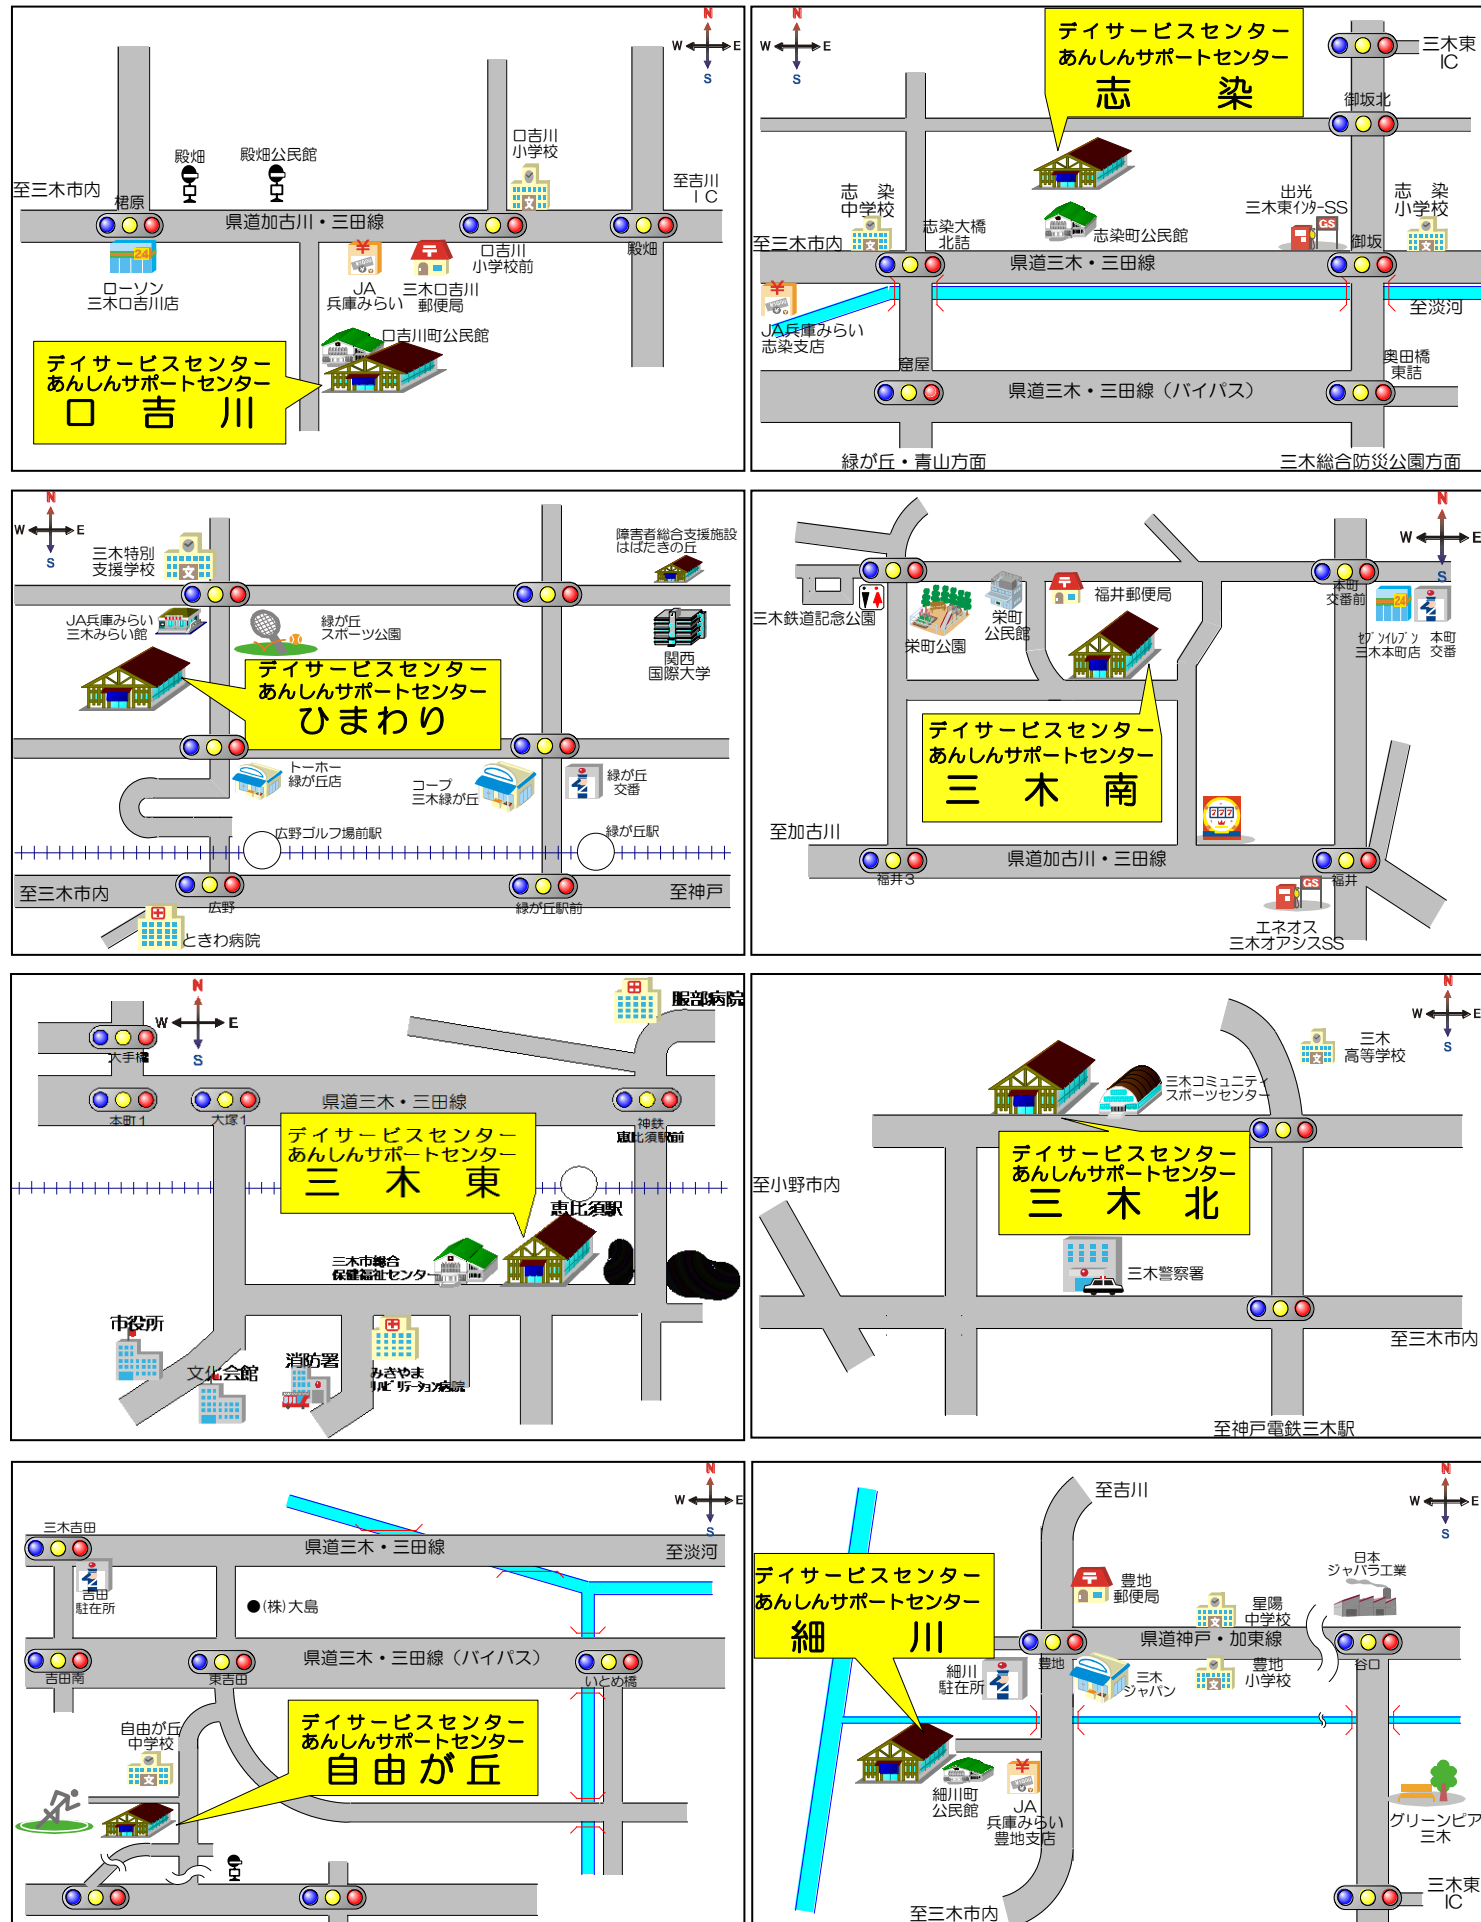 N
W E
S
殿畑
殿畑公民館
口吉川
小学校
至三木市内
至吉川
IC
桾原
県道加古川・三田線
口吉川
小学校前
殿畑
ローソン
三木口吉川店
JA
兵庫みらい
三木口吉川
郵便局
口吉川町公民館
デイサービスセンター
あんしんサポートセンター
口 吉 川
N
W E
S
デイサービスセンター
あんしんサポートセンター
志 染
三木東
IC
御坂北
志 染
中学校
志染大橋
北詰
志染町公民館
出光
三木東インター-SS
GS
志 染
小学校
至三木市内
県道三木・三田線
御坂
至淡河
JA兵庫みらい
志染支店
窟屋
県道三木・三田線（バイパス）
奥田橋
東詰
緑が丘・青山方面
三木総合防災公園方面
N
W E
S
三木特別
支援学校
障害者総合支援施設
はばたきの丘
JA兵庫みらい
三木みらい館
緑が丘
スポーツ公園
関西
国際大学
デイサービスセンター
あんしんサポートセンター
ひまわり
トーホー
緑が丘店
コープ
三木緑が丘
緑が丘
交番
広野ゴルフ場前駅
緑が丘駅
至三木市内
広野
緑が丘駅前
至神戸
ときわ病院
N
W E
S
三木鉄道記念公園
栄町公園
栄町
公民館
福井郵便局
本町
交番前
セブンイレブン
三木本町店
本町
交番
デイサービスセンター
あんしんサポートセンター
三 木 南
777
至加古川
県道加古川・三田線
福井3
福井
GS
エネオス
三木オアシスSS
N
W E
S
服部病院
大手橋
本町1
大塚1
県道三木・三田線
神鉄
恵比須駅前
デイサービスセンター
あんしんサポートセンター
三 木 東
恵比須駅
三木市総合
保健福祉センター
市役所
文化会館
消防署
みきやま
リハビリテーション病院
N
W E
S
三木
高等学校
三木コミュニティ
スポーツセンター
デイサービスセンター
あんしんサポートセンター
三 木 北
至小野市内
三木警察署
至三木市内
至神戸電鉄三木駅
N
W E
S
三木吉田
県道三木・三田線
至淡河
吉田
駐在所
●(株)大島
県道三木・三田線（バイパス）
吉田南
東吉田
いとめ橋
自由が丘
中学校
デイサービスセンター
あんしんサポートセンター
自由が丘
N
W E
S
至吉川
デイサービスセンター
あんしんサポートセンター
細 川
豊地
郵便局
星陽
中学校
日本
ジャバラ工業
県道神戸・加東線
豊地
谷口
細川
駐在所
三木
ジャパン
豊地
小学校
細川町
公民館
JA
兵庫みらい
豊地支店
グリーンピア
三木
三木東
IC
至三木市内